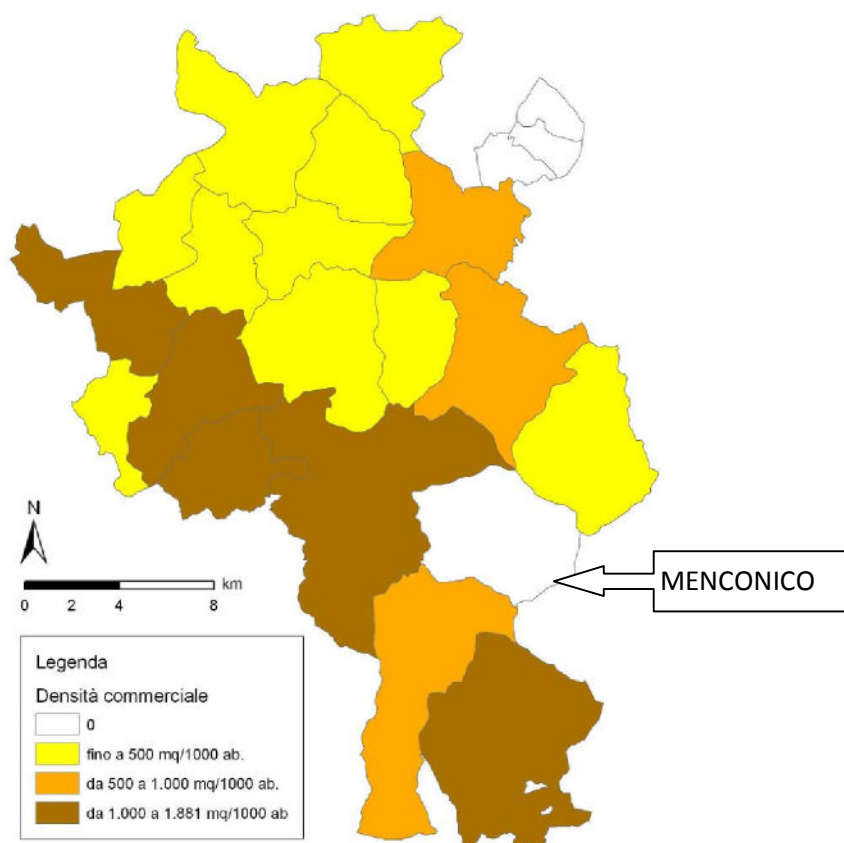 N
km
0 2 4 8
MENCONICO
Legenda
Densità commerciale
0
fino a 500 mq/1000 ab.
da 500 a 1.000 mq/1000 ab.
da 1.000 a 1.881 mq/1000 ab